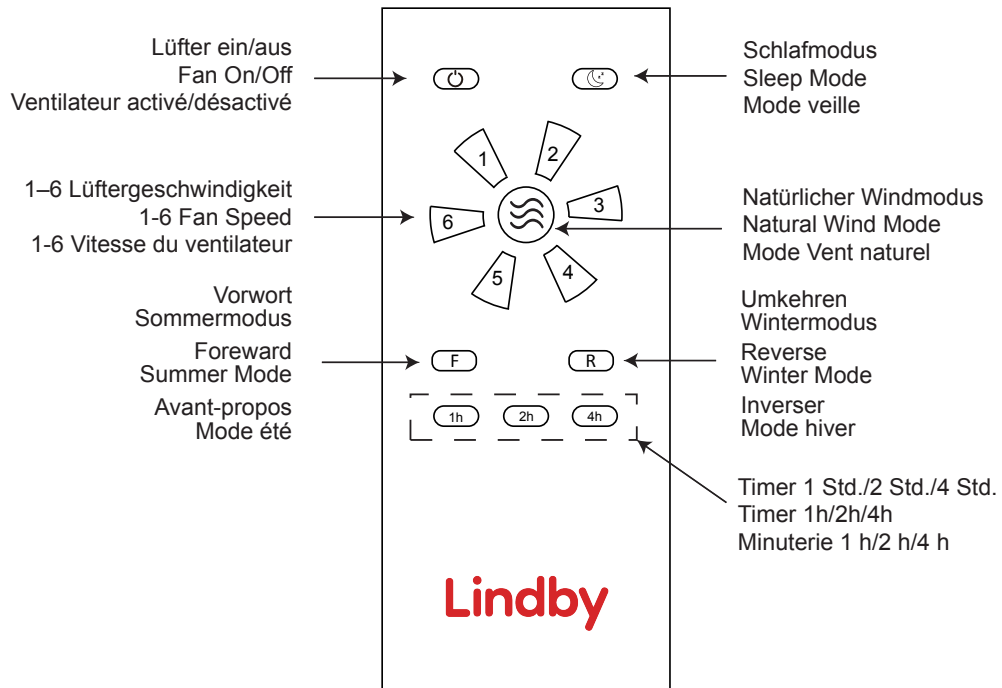 Lüfter ein/aus
Fan On/Off
Ventilateur activé/désactivé
Schlafmodus
Sleep Mode
Mode veille
1
2
3
4
5
6
1–6 Lüftergeschwindigkeit
1-6 Fan Speed
1-6 Vitesse du ventilateur
Natürlicher Windmodus
Natural Wind Mode
Mode Vent naturel
Vorwort
Sommermodus
Foreward
Summer Mode
Avant-propos
Mode été
F
R
Umkehren
Wintermodus
Reverse
Winter Mode
Inverser
Mode hiver
1h
2h
4h
Timer 1 Std./2 Std./4 Std.
Timer 1h/2h/4h
Minuterie 1 h/2 h/4 h
Lindby